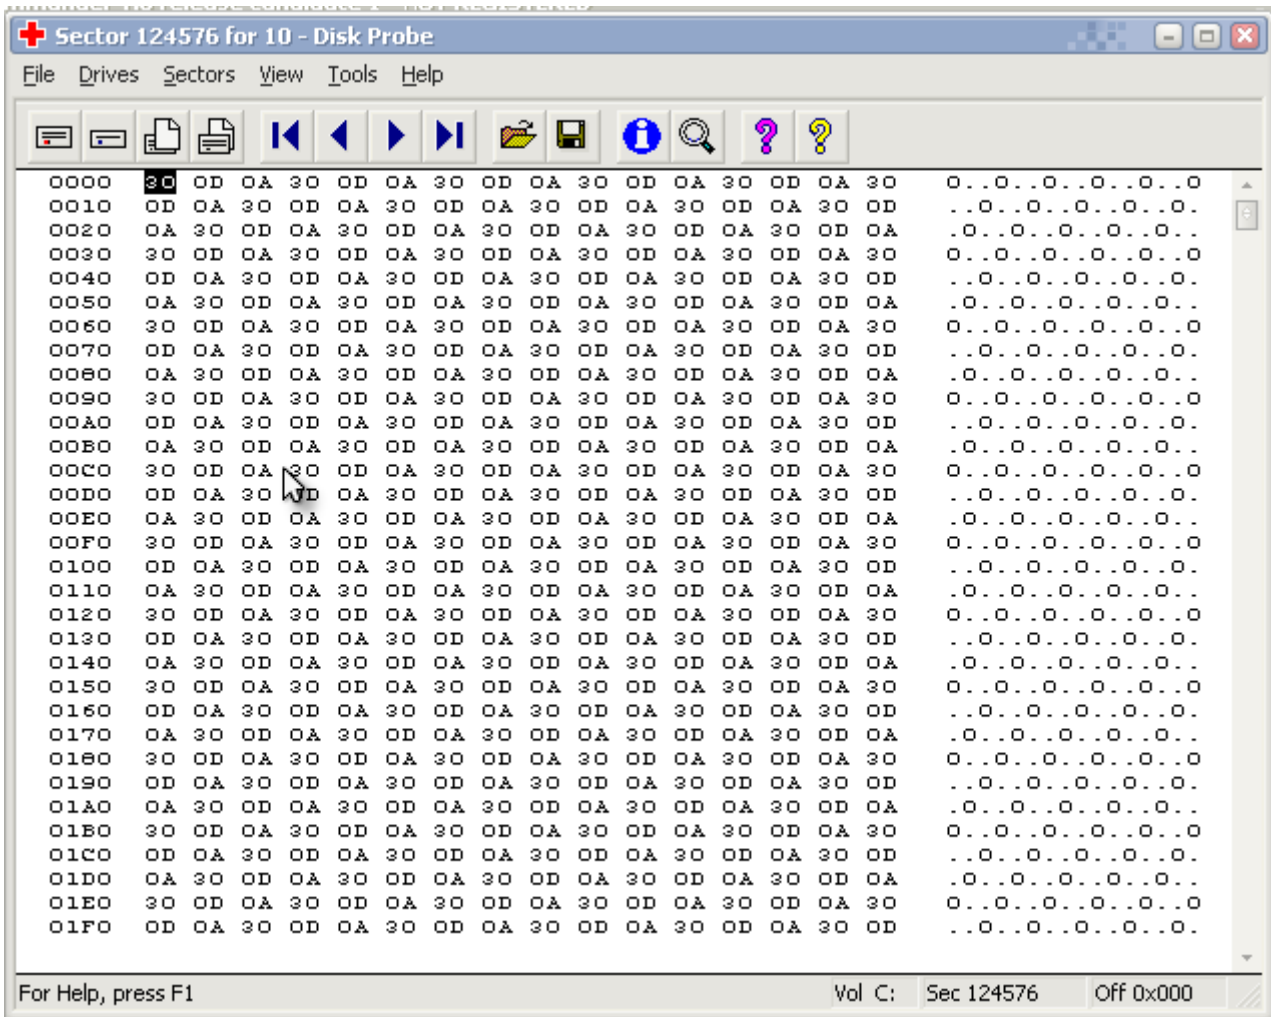 Sector 124576 for 10 - Disk Probe
File Drives Sectors View Tools Help
0000 30 0D 0A 30 0D 0A 30 0D 0A 30 0D 0A 30 0D 0A 30 0..0..0..0..0..0
0010 0D 0A 30 0D 0A 30 0D 0A 30 0D 0A 30 0D 0A 30 0D ..0..0..0..0..0.
0020 0A 30 0D 0A 30 0D 0A 30 0D 0A 30 0D 0A 30 0D 0A .0..0..0..0..0..
0030 30 0D 0A 30 0D 0A 30 0D 0A 30 0D 0A 30 0D 0A 30 0..0..0..0..0..0
0040 0D 0A 30 0D 0A 30 0D 0A 30 0D 0A 30 0D 0A 30 0D ..0..0..0..0..0.
0050 0A 30 0D 0A 30 0D 0A 30 0D 0A 30 0D 0A 30 0D 0A .0..0..0..0..0..
0060 30 0D 0A 30 0D 0A 30 0D 0A 30 0D 0A 30 0D 0A 30 0..0..0..0..0..0
0070 0D 0A 30 0D 0A 30 0D 0A 30 0D 0A 30 0D 0A 30 0D ..0..0..0..0..0.
0080 0A 30 0D 0A 30 0D 0A 30 0D 0A 30 0D 0A 30 0D 0A .0..0..0..0..0..
0090 30 0D 0A 30 0D 0A 30 0D 0A 30 0D 0A 30 0D 0A 30 0..0..0..0..0..0
00A0 0D 0A 30 0D 0A 30 0D 0A 30 0D 0A 30 0D 0A 30 0D ..0..0..0..0..0.
00B0 0A 30 0D 0A 30 0D 0A 30 0D 0A 30 0D 0A 30 0D 0A .0..0..0..0..0..
00C0 30 0D 0A 30 0D 0A 30 0D 0A 30 0D 0A 30 0D 0A 30 0..0..0..0..0..0
00D0 0D 0A 30 0D 0A 30 0D 0A 30 0D 0A 30 0D 0A 30 0D ..0..0..0..0..0.
00E0 0A 30 0D 0A 30 0D 0A 30 0D 0A 30 0D 0A 30 0D 0A .0..0..0..0..0..
00F0 30 0D 0A 30 0D 0A 30 0D 0A 30 0D 0A 30 0D 0A 30 0..0..0..0..0..0
0100 0D 0A 30 0D 0A 30 0D 0A 30 0D 0A 30 0D 0A 30 0D ..0..0..0..0..0.
0110 0A 30 0D 0A 30 0D 0A 30 0D 0A 30 0D 0A 30 0D 0A .0..0..0..0..0..
0120 30 0D 0A 30 0D 0A 30 0D 0A 30 0D 0A 30 0D 0A 30 0..0..0..0..0..0
0130 0D 0A 30 0D 0A 30 0D 0A 30 0D 0A 30 0D 0A 30 0D ..0..0..0..0..0.
0140 0A 30 0D 0A 30 0D 0A 30 0D 0A 30 0D 0A 30 0D 0A .0..0..0..0..0..
0150 30 0D 0A 30 0D 0A 30 0D 0A 30 0D 0A 30 0D 0A 30 0..0..0..0..0..0
0160 0D 0A 30 0D 0A 30 0D 0A 30 0D 0A 30 0D 0A 30 0D ..0..0..0..0..0.
0170 0A 30 0D 0A 30 0D 0A 30 0D 0A 30 0D 0A 30 0D 0A .0..0..0..0..0..
0180 30 0D 0A 30 0D 0A 30 0D 0A 30 0D 0A 30 0D 0A 30 0..0..0..0..0..0
0190 0D 0A 30 0D 0A 30 0D 0A 30 0D 0A 30 0D 0A 30 0D ..0..0..0..0..0.
01A0 0A 30 0D 0A 30 0D 0A 30 0D 0A 30 0D 0A 30 0D 0A .0..0..0..0..0..
01B0 30 0D 0A 30 0D 0A 30 0D 0A 30 0D 0A 30 0D 0A 30 0..0..0..0..0..0
01C0 0D 0A 30 0D 0A 30 0D 0A 30 0D 0A 30 0D 0A 30 0D ..0..0..0..0..0.
01D0 0A 30 0D 0A 30 0D 0A 30 0D 0A 30 0D 0A 30 0D 0A .0..0..0..0..0..
01E0 30 0D 0A 30 0D 0A 30 0D 0A 30 0D 0A 30 0D 0A 30 0..0..0..0..0..0
01F0 0D 0A 30 0D 0A 30 0D 0A 30 0D 0A 30 0D 0A 30 0D ..0..0..0..0..0.
For Help, press F1 Vol C: Sec 124576 Off 0x000